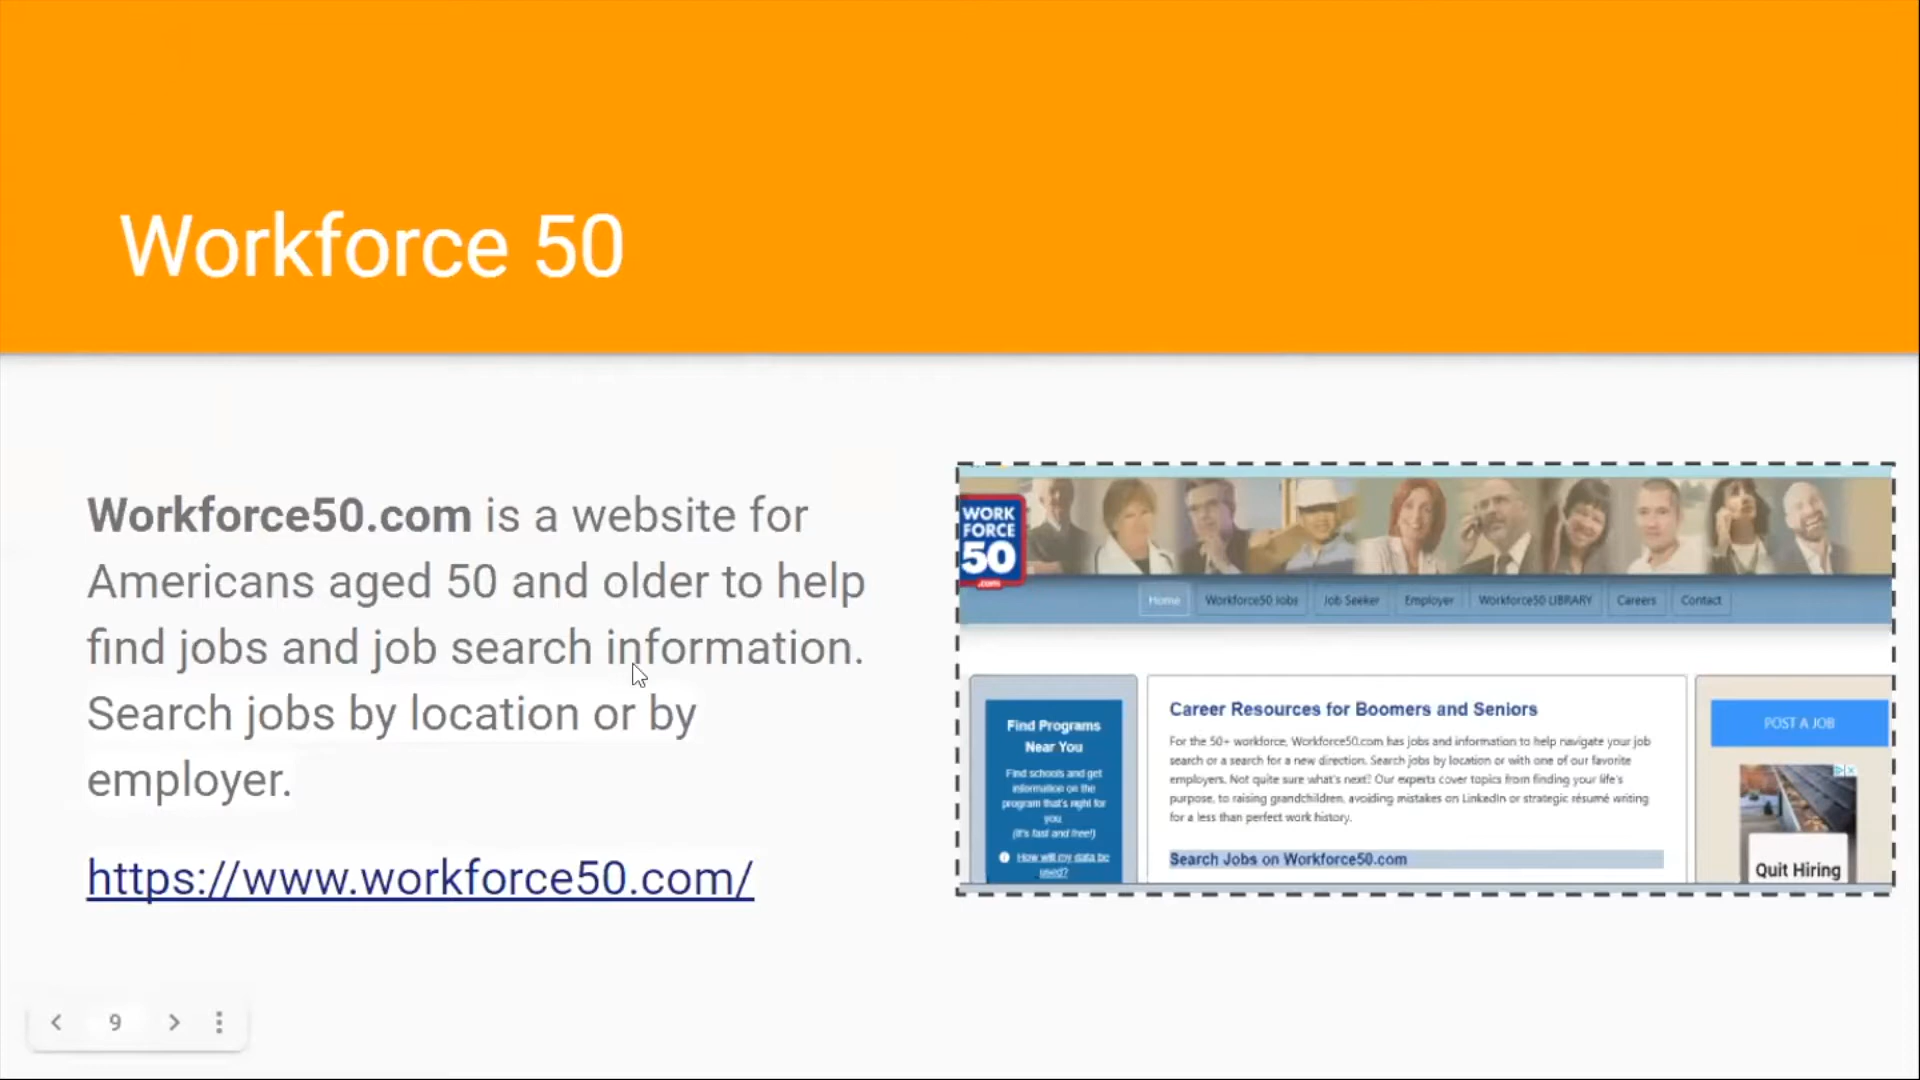 Workforce 50
Workforce50.com is a website for
Americans aged 50 and older to help
find jobs and job search information.
Search jobs by location or by
employer.
https://www.workforce50.com/
WORK
FORCE
50
.com
Home Workforce50 Jobs Job Seeker Employer Workforce50 LIBRARY Careers Contact
Find Programs
Near You
Find schools and get
information on the
program that's right for
you
(it's fast and free!)
How will my data be
used?
Career Resources for Boomers and Seniors
For the 50+ workforce, Workforce50.com has jobs and information to help navigate your job
search or a search for a new direction. Search jobs by location or with one of our favorite
employers. Not quite sure what's next? Our experts cover topics from finding your life's
purpose, to raising grandchildren, avoiding mistakes on LinkedIn or strategic résumé writing
for a less than perfect work history.
Search Jobs on Workforce50.com
POST A JOB
Quit Hiring
9